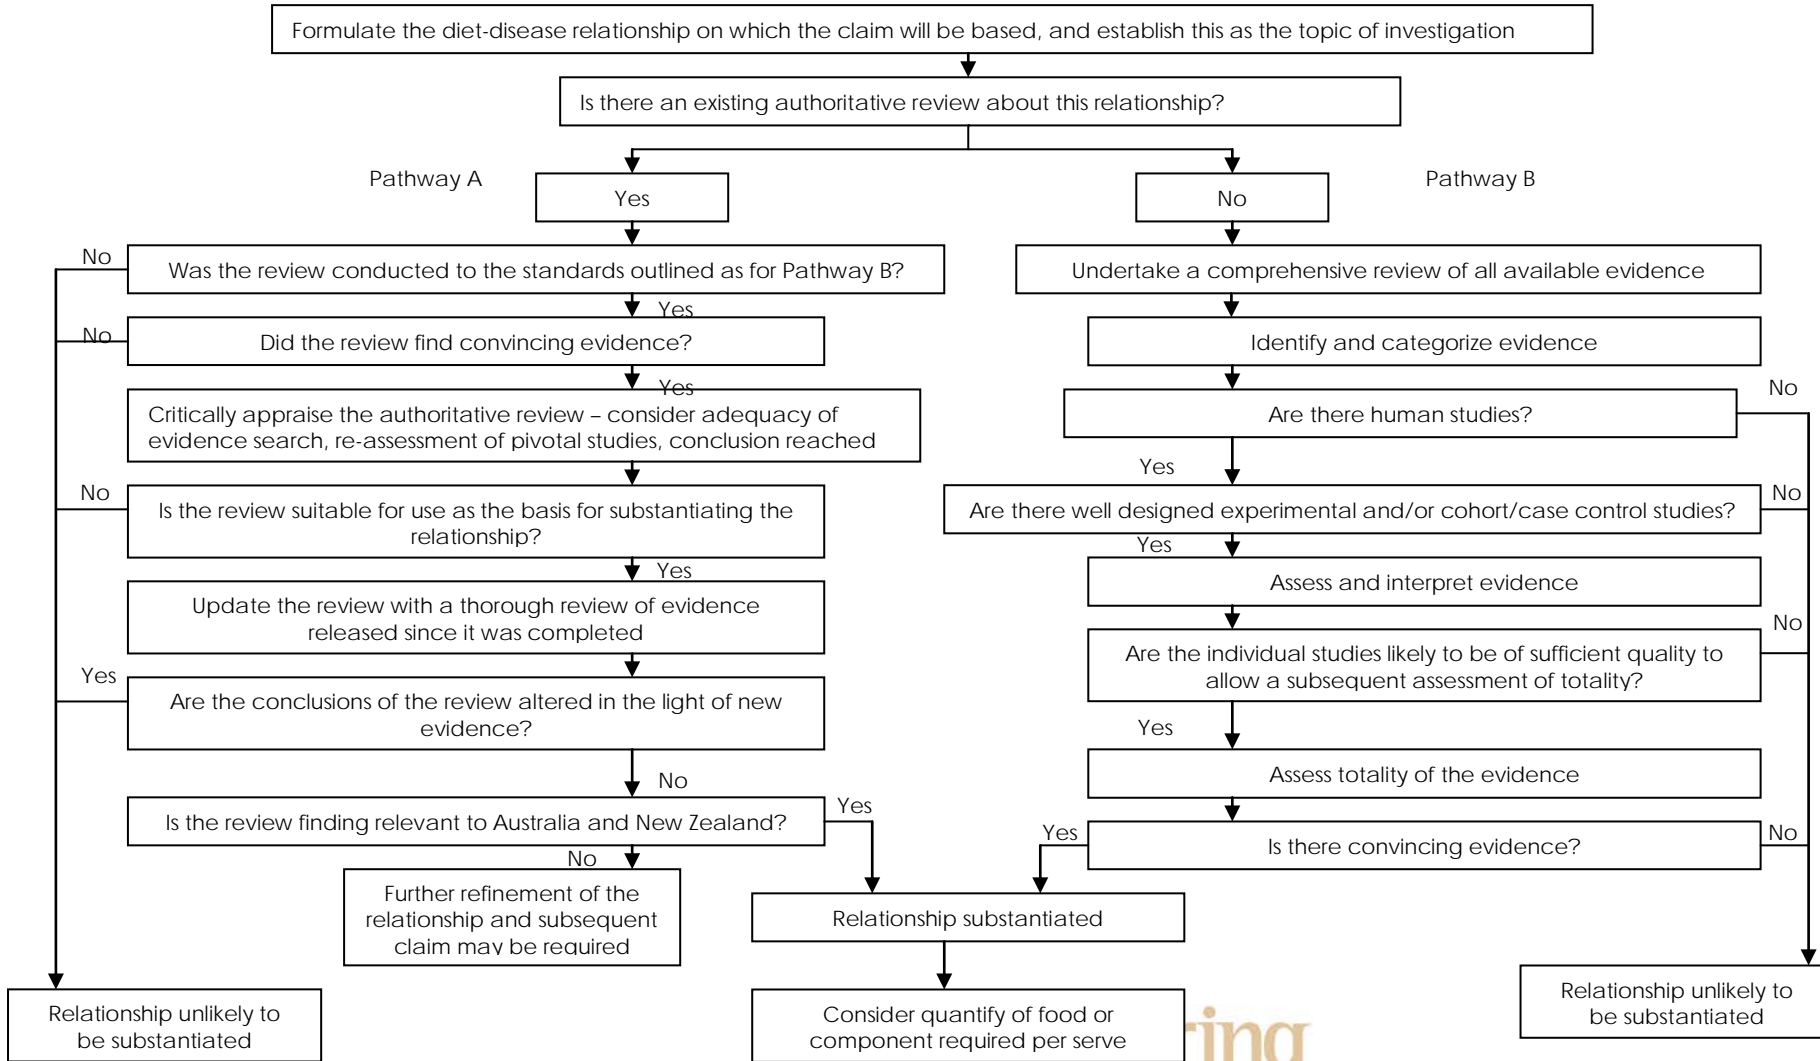 Formulate the diet-disease relationship on which the claim will be based, and establish this as the topic of investigation
Is there an existing authoritative review about this relationship?
Pathway A
Yes
No
Pathway B
No
Was the review conducted to the standards outlined as for Pathway B?
Yes
No
Did the review find convincing evidence?
Yes
Critically appraise the authoritative review – consider adequacy of
evidence search, re-assessment of pivotal studies, conclusion reached
No
Is the review suitable for use as the basis for substantiating the
relationship?
Yes
Update the review with a thorough review of evidence
released since it was completed
Yes
Are the conclusions of the review altered in the light of new
evidence?
No
Is the review finding relevant to Australia and New Zealand?
Yes
No
Further refinement of the
relationship and subsequent
claim may be required
Relationship unlikely to
be substantiated
Undertake a comprehensive review of all available evidence
Identify and categorize evidence
No
Are there human studies?
Yes
No
Are there well designed experimental and/or cohort/case control studies?
Yes
Assess and interpret evidence
No
Are the individual studies likely to be of sufficient quality to
allow a subsequent assessment of totality?
Yes
Assess totality of the evidence
Yes
Is there convincing evidence?
No
Relationship substantiated
Consider quantify of food or
component required per serve
Relationship unlikely to
be substantiated
ring